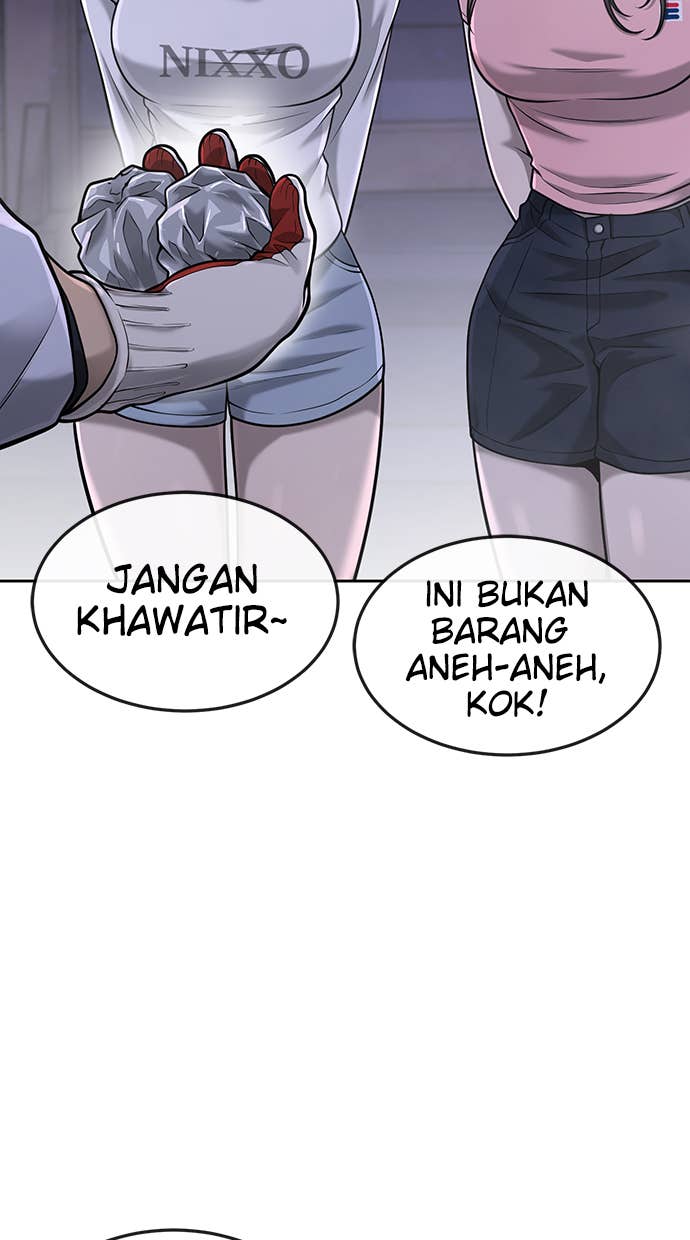 NIXXO
JANGAN
KHAWATIR~
INI BUKAN
BARANG
ANEH-ANEH,
KOK!